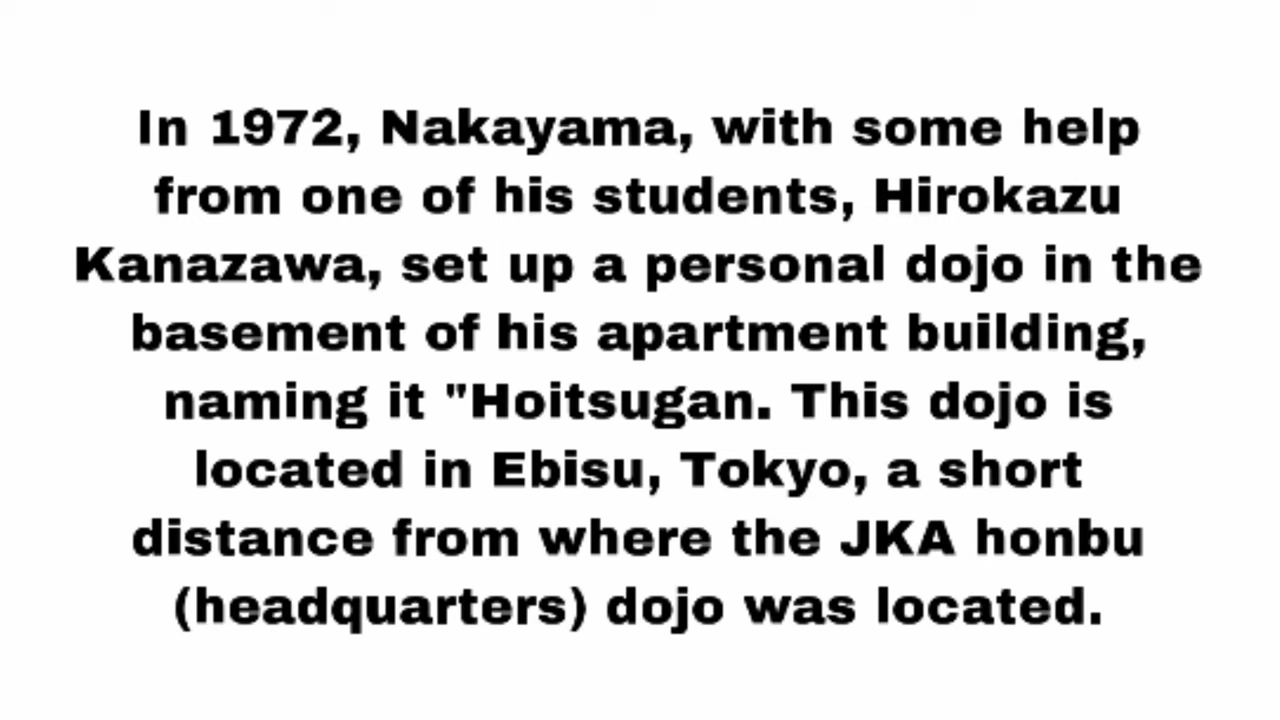 In 1972, Nakayama, with some help
from one of his students, Hirokazu
Kanazawa, set up a personal dojo in the
basement of his apartment building,
naming it "Hoitsugan. This dojo is
located in Ebisu, Tokyo, a short
distance from where the JKA honbu
(headquarters) dojo was located.